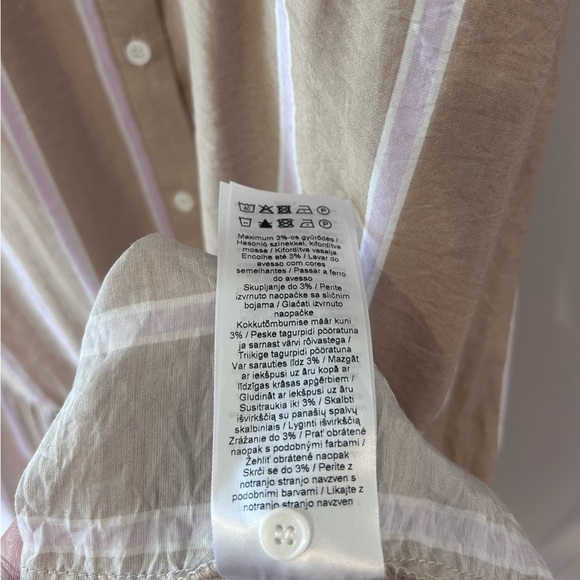 Maximum 3%-os gyűrődés /
Hasonló színekkel, kifordítva
mossa / Kifordítva vasalja
Encolhe até 3% / Lavar do
avesso com cores
semelhantes / Passar a ferro
do avesso
Skupljanje do 3% / Perite
izvrnuto naopačke sa sličnim
bojama / Glačati izvrnuto
naopačke
Kokkutõmbumise määr kuni
3% / Peske tagurpidi pööratuna
ja sarnast värvi rõivastega /
Triikige tagurpidi pööratuna
Var sarauties līdz 3% / Mazgāt
ar iekšpusi uz āru kopā ar
līdzīgas krāsas apģērbiem /
Gludināt ar iekšpusi uz āru
Susitraukia iki 3% / Skalbti
išvirkščią su panašių spalvų
skalbiniais / Lyginti išvirkščią
Zrážanie do 3% / Prať obrátené
naopak s podobnými farbami /
Žehliť obrátené naopak
Skrči se do 3% / Perite z
notranjo stranjo navzven s
podobnimi barvami / Likajte z
notranjo stranjo navzven